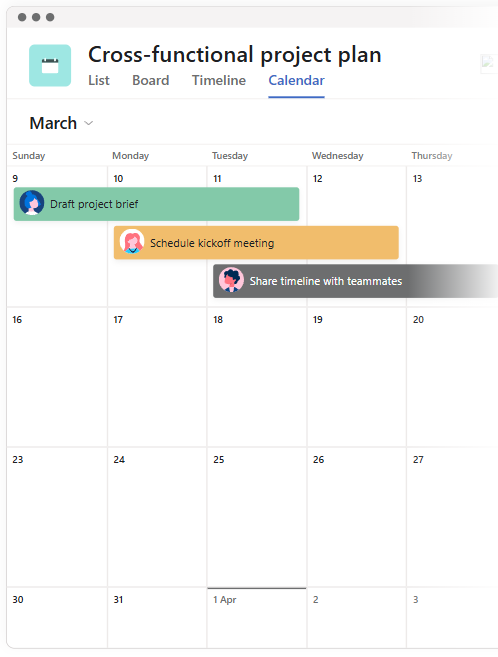 Cross-functional project plan
List Board Timeline Calendar
March
Sunday Monday Tuesday Wednesday Thursday
9 10 11 12 13
Draft project brief
Schedule kickoff meeting
Share timeline with teammates
16 17 18 19 20
23 24 25 26 27
30 31 1 Apr 2 3